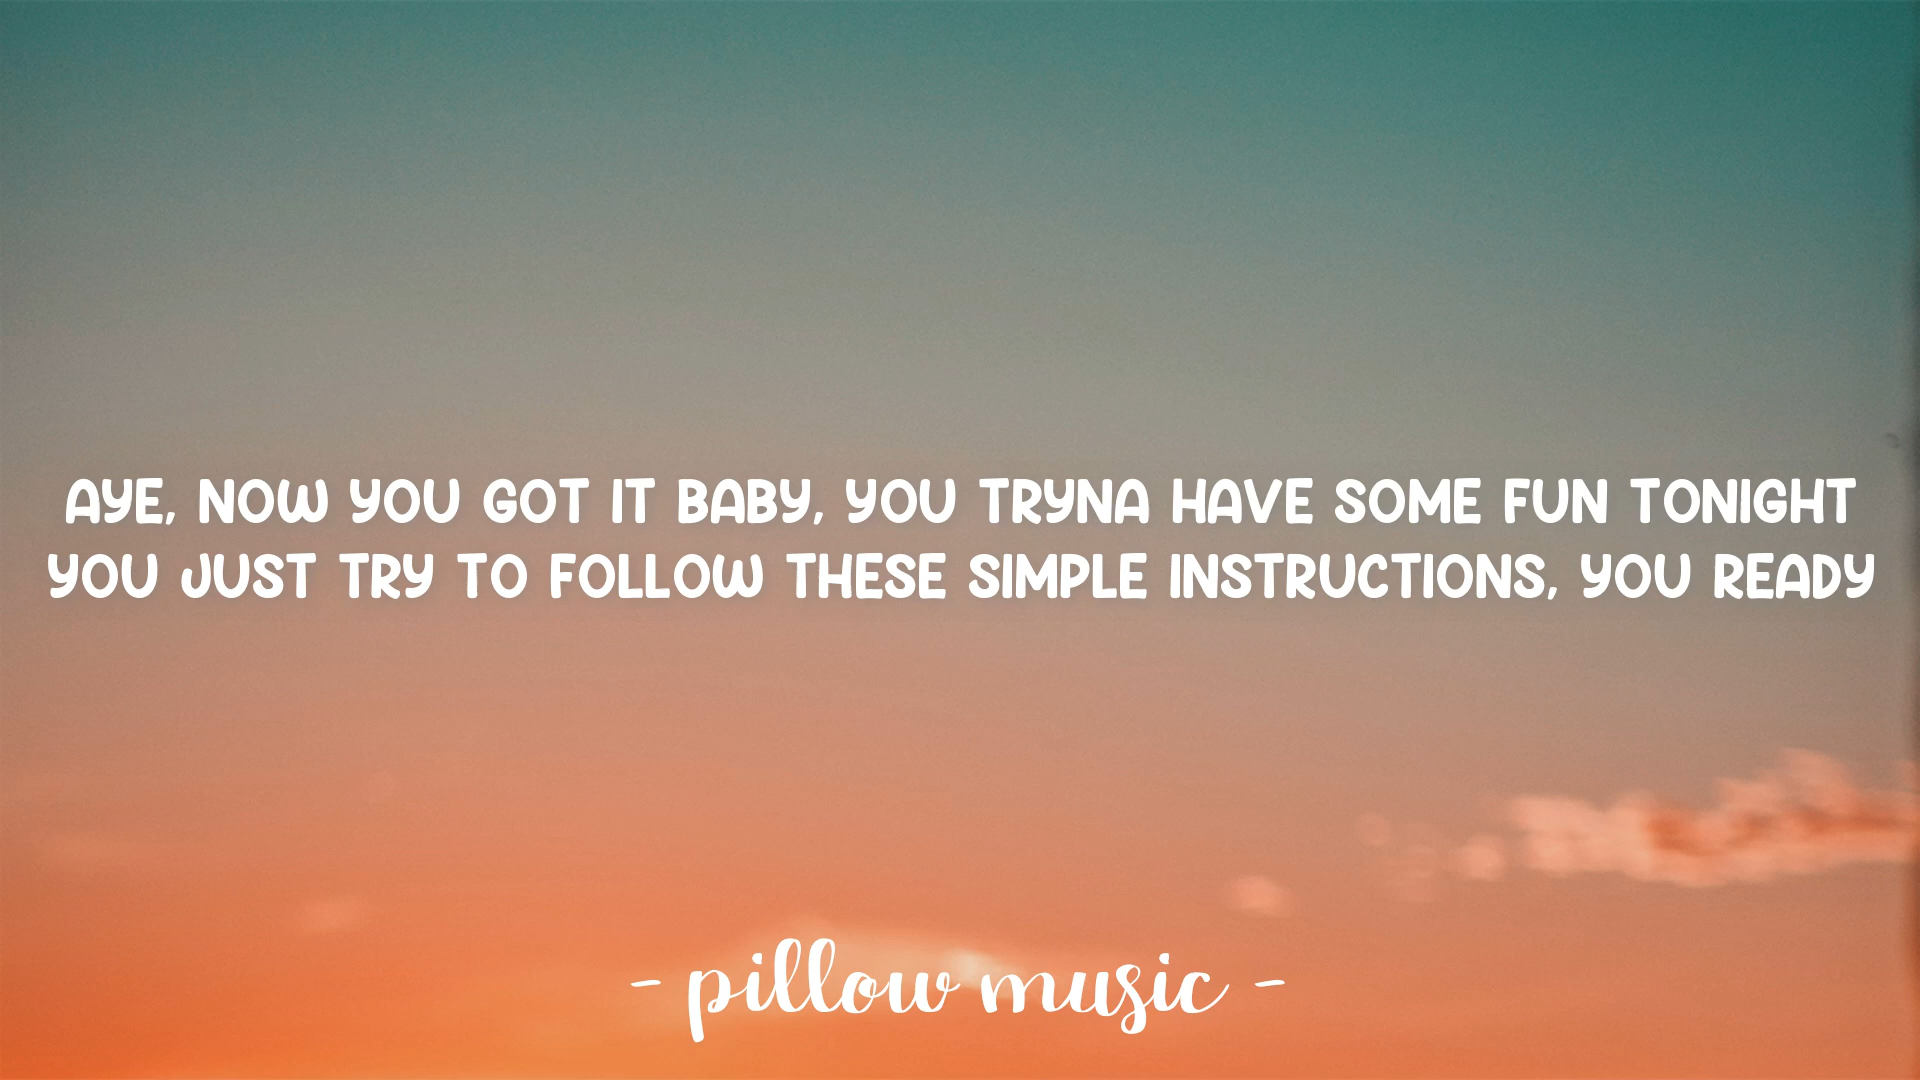 AYE, NOW YOU GOT IT BABY, YOU TRYNA HAVE SOME FUN TONIGHT
YOU JUST TRY TO FOLLOW THESE SIMPLE INSTRUCTIONS, YOU READY
- pillow music -